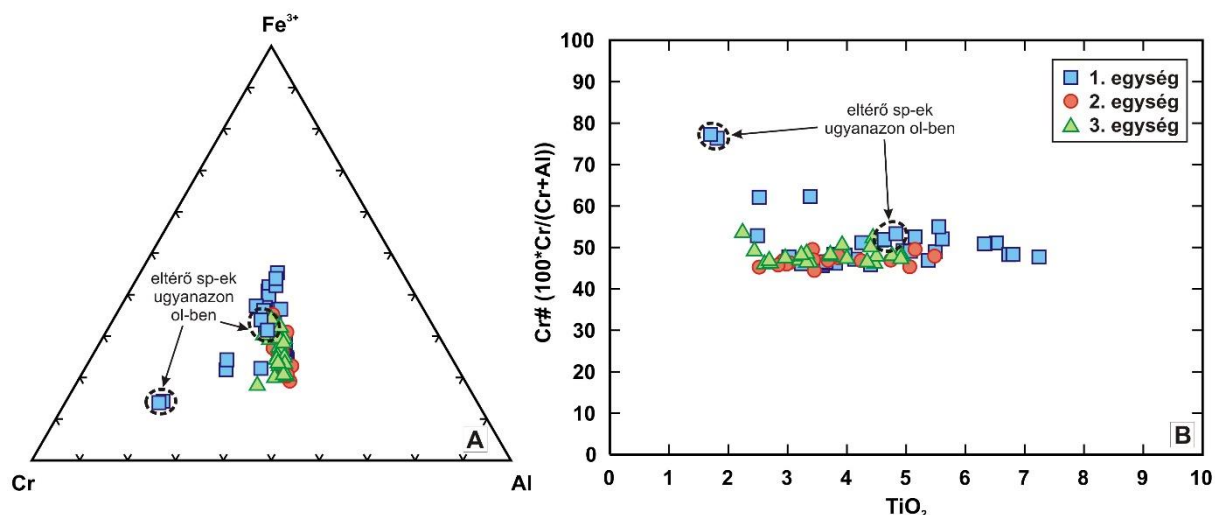 Fe³⁺
eltérő sp-ek
ugyanazon
ol-ben
Cr
Al
A
100
90
80
70
60
50
40
30
20
10
0
Cr# (100*Cr/(Cr+Al))
eltérő sp-ek
ugyanazon ol-ben
1. egység
2. egység
3. egység
B
0 1 2 3 4 5 6 7 8 9 10
TiO₂